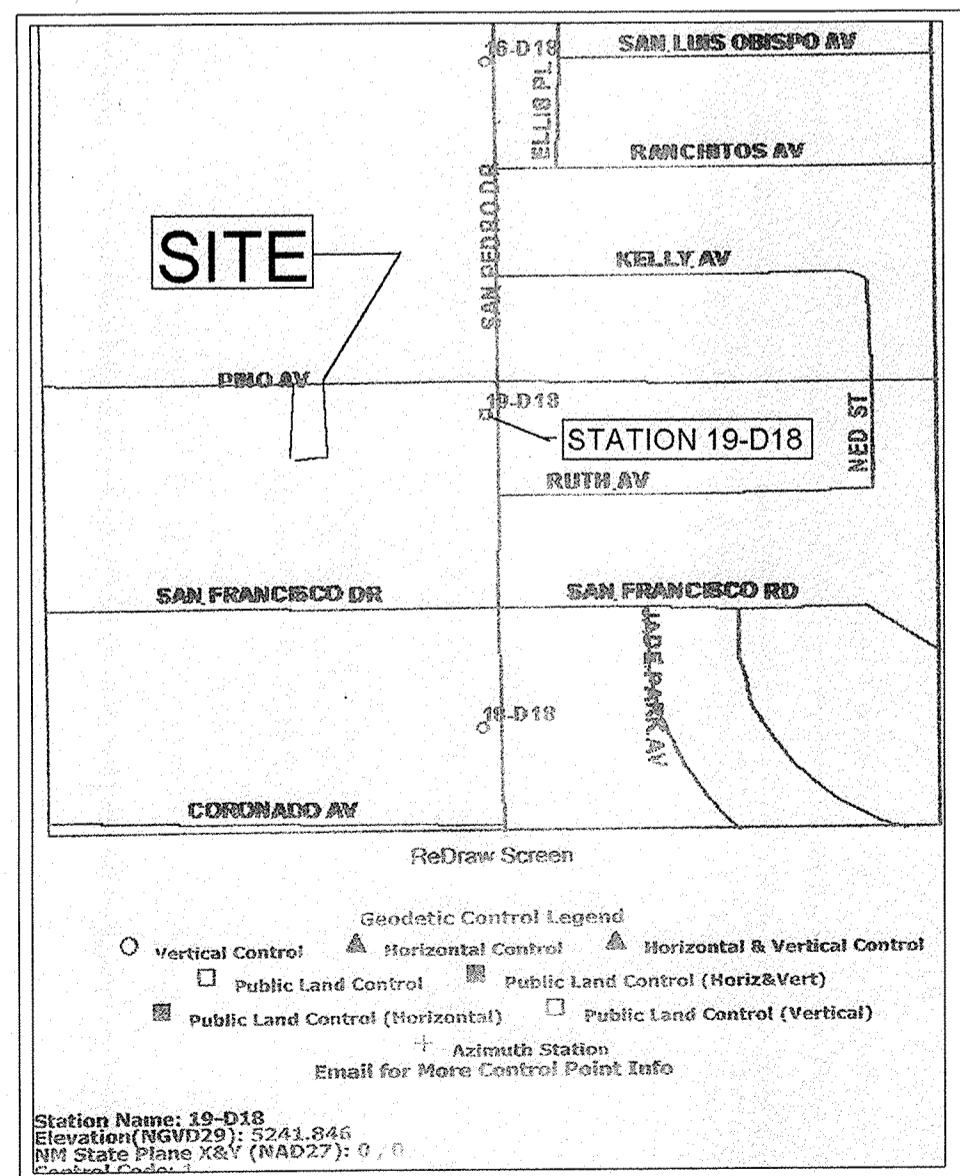 16-D18
SAN LUIS OBISPO AV
ELLIS PL
RANCHITOS AV
SAN PEDRO DR
SITE
KELLY AV
PINO AV
19-D18
STATION 19-D18
NED ST
RUTH AV
SAN FRANCISCO DR
SAN FRANCISCO RD
JADE PARK AV
18-D18
CORONADO AV
ReDraw Screen
Geodetic Control Legend
Vertical Control Horizontal Control Horizontal & Vertical Control
Public Land Control Public Land Control (Horiz&Vert)
Public Land Control (Horizontal) Public Land Control (Vertical)
Azimuth Station
Email for More Control Point Info
Station Name: 19-D18
Elevation(NGVD29): 5241.846
NM State Plane X&Y (NAD27): 0 / 0
Control Code: 1